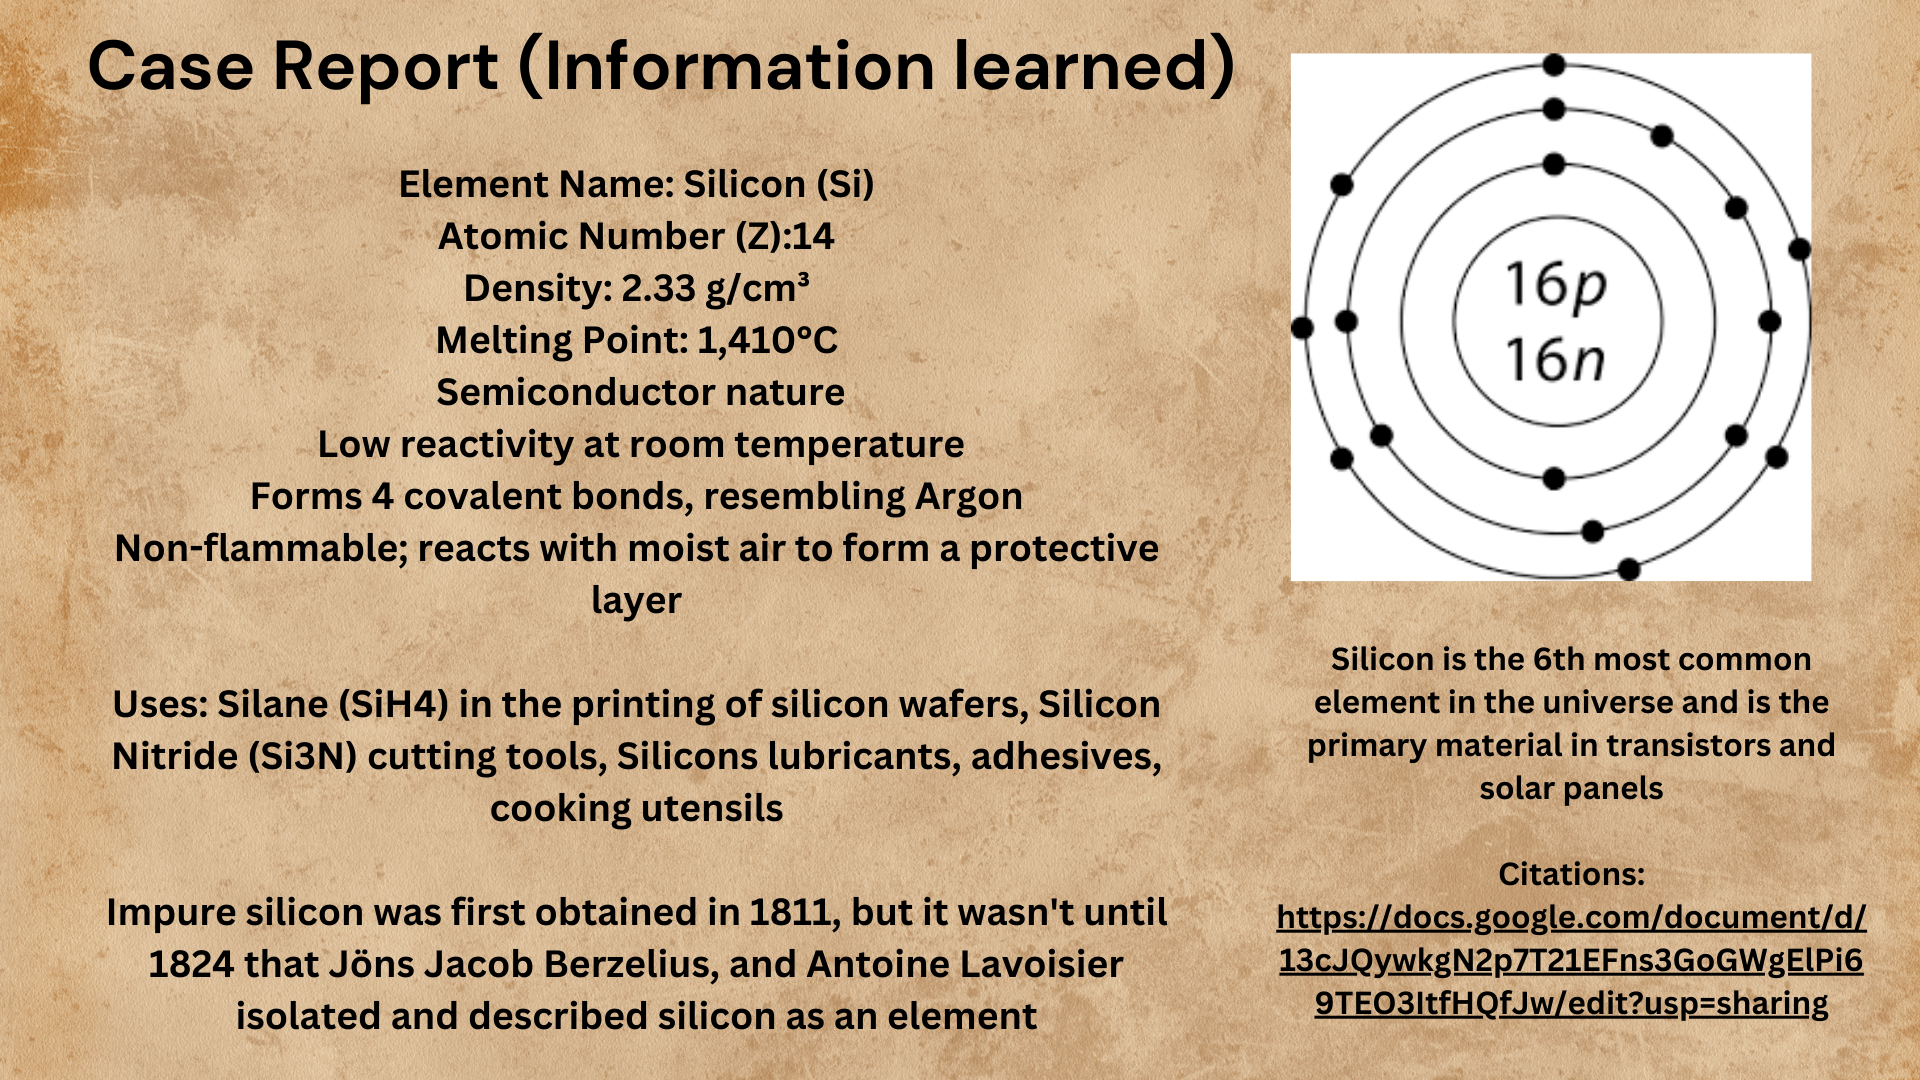 Case Report (Information learned)
Element Name: Silicon (Si)
Atomic Number (Z):14
Density: 2.33 g/cm³
Melting Point: 1,410°C
Semiconductor nature
Low reactivity at room temperature
Forms 4 covalent bonds, resembling Argon
Non-flammable; reacts with moist air to form a protective
layer
Uses: Silane (SiH4) in the printing of silicon wafers, Silicon
Nitride (Si3N) cutting tools, Silicons lubricants, adhesives,
cooking utensils
Impure silicon was first obtained in 1811, but it wasn't until
1824 that Jöns Jacob Berzelius, and Antoine Lavoisier
isolated and described silicon as an element
16p
16n
Silicon is the 6th most common
element in the universe and is the
primary material in transistors and
solar panels
Citations:
https://docs.google.com/document/d/
13cJQywkgN2p7T21EFns3GoGWgElPi6
9TEO3ItfHQfJw/edit?usp=sharing